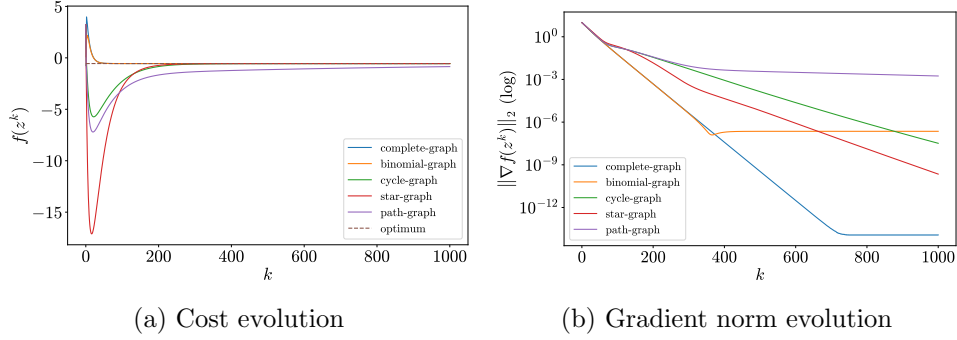 5
0
−5
−10
−15
f(z^k)
complete-graph
binomial-graph
cycle-graph
star-graph
path-graph
optimum
0 200 400 600 800 1000
k
(a) Cost evolution
10^0
10^−3
10^−6
10^−9
10^−12
||∇f(z^k)||_2 (log)
complete-graph
binomial-graph
cycle-graph
star-graph
path-graph
0 200 400 600 800 1000
k
(b) Gradient norm evolution